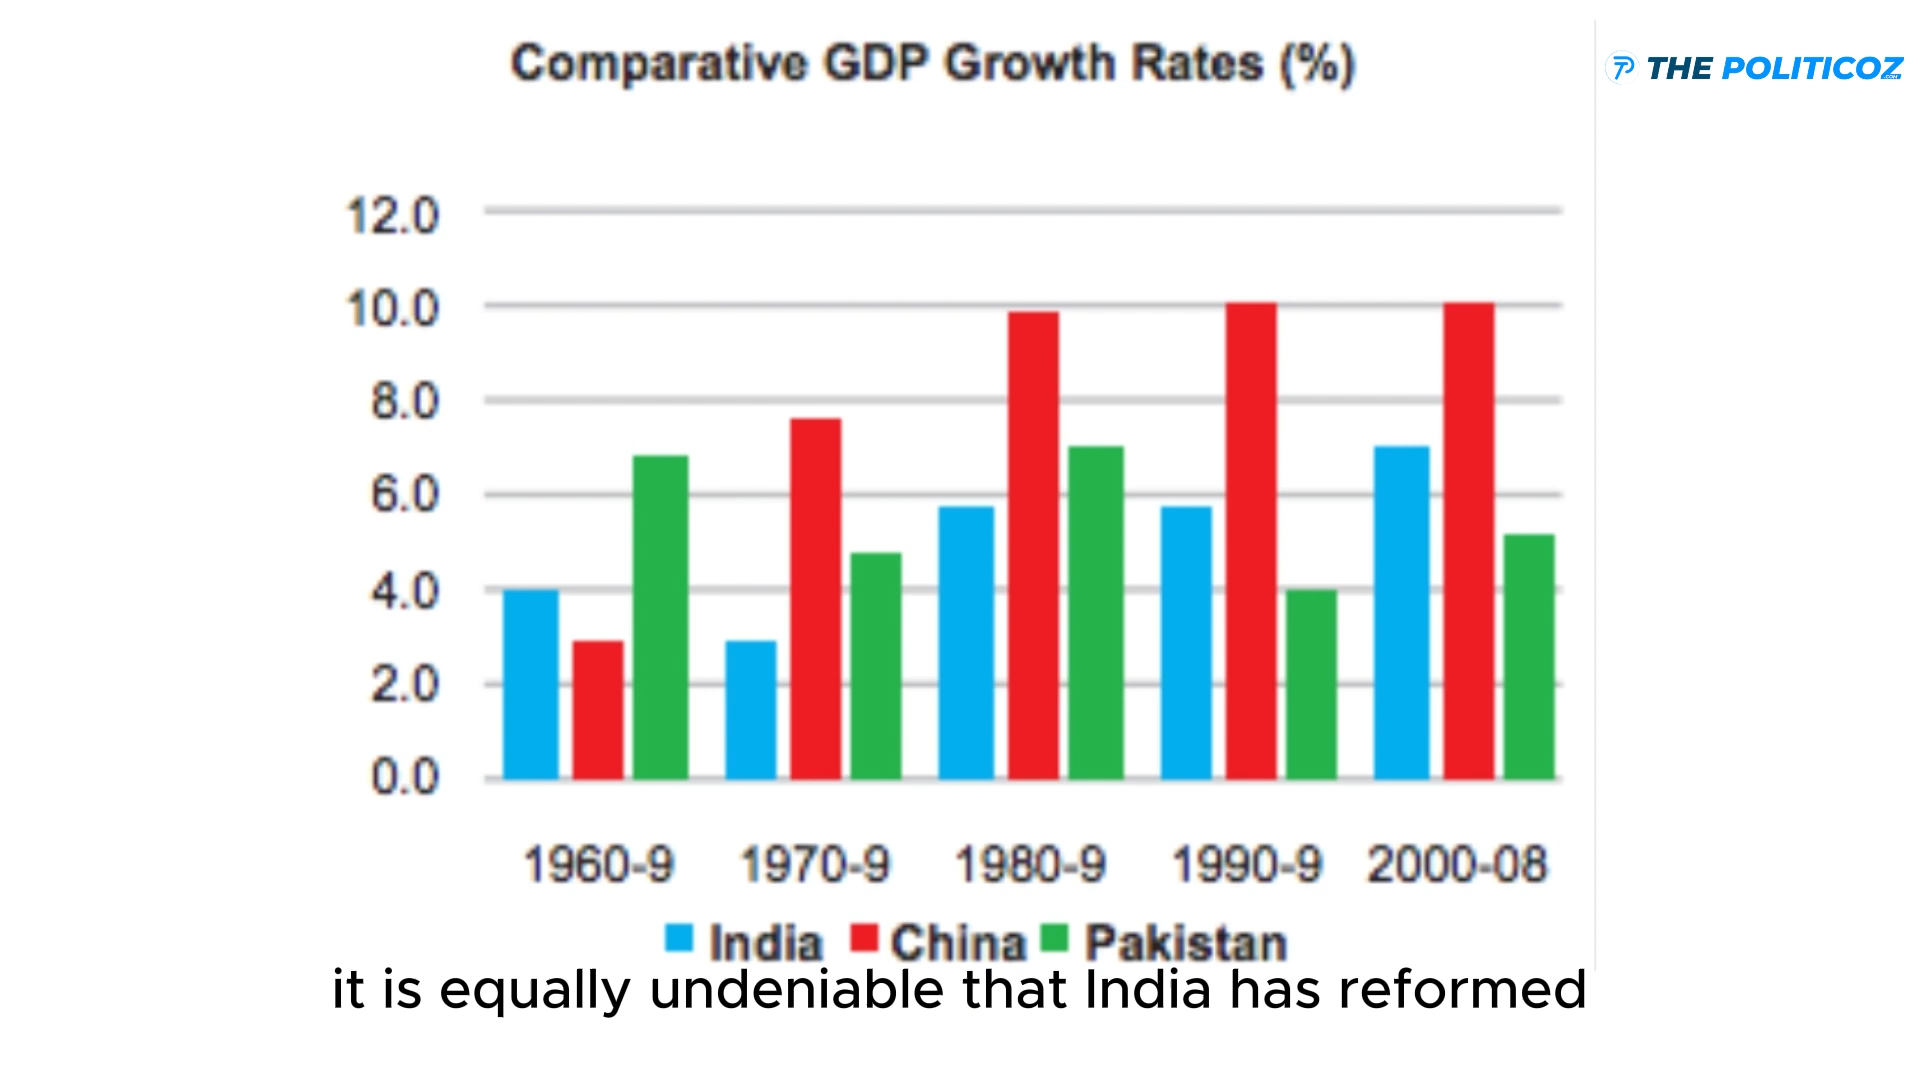 Comparative GDP Growth Rates (%)
THE POLITICOZ
.COM
12.0
10.0
8.0
6.0
4.0
2.0
0.0
1960-9 1970-9 1980-9 1990-9 2000-08
India China Pakistan
it is equally undeniable that India has reformed